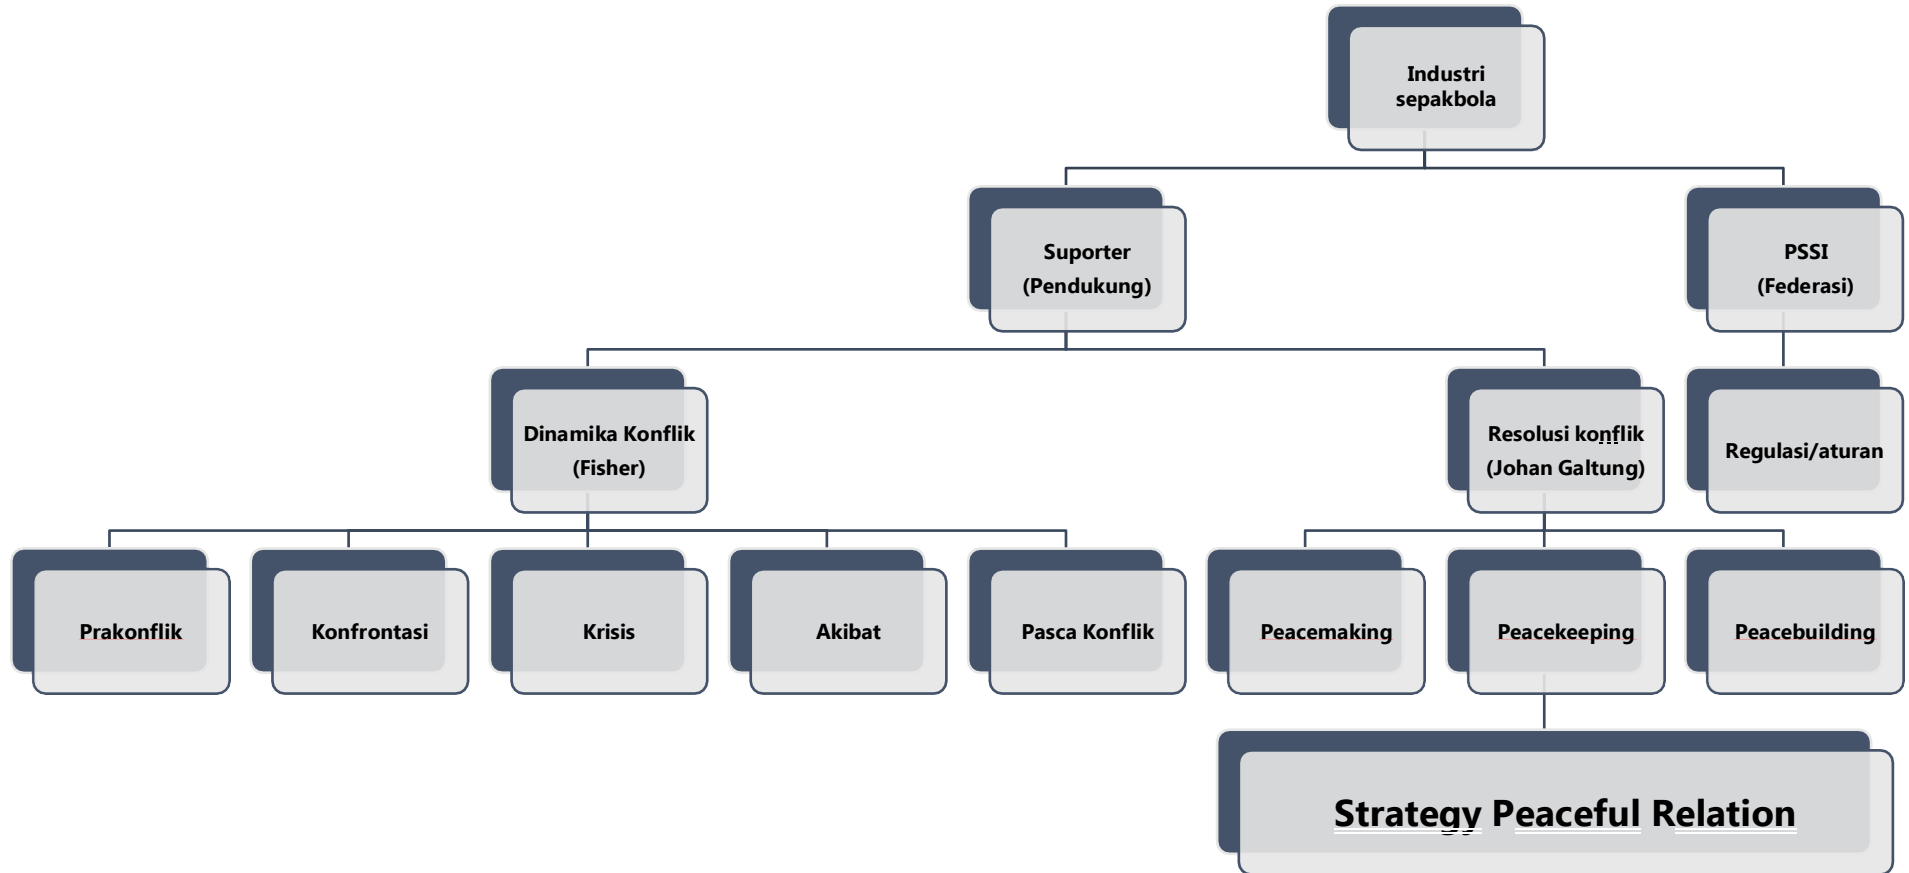 Industri
sepakbola
Suporter
(Pendukung)
PSSI
(Federasi)
Dinamika Konflik
(Fisher)
Resolusi konflik
(Johan Galtung)
Regulasi/aturan
Prakonflik
Konfrontasi
Krisis
Akibat
Pasca Konflik
Peacemaking
Peacekeeping
Peacebuilding
Strategy Peaceful Relation